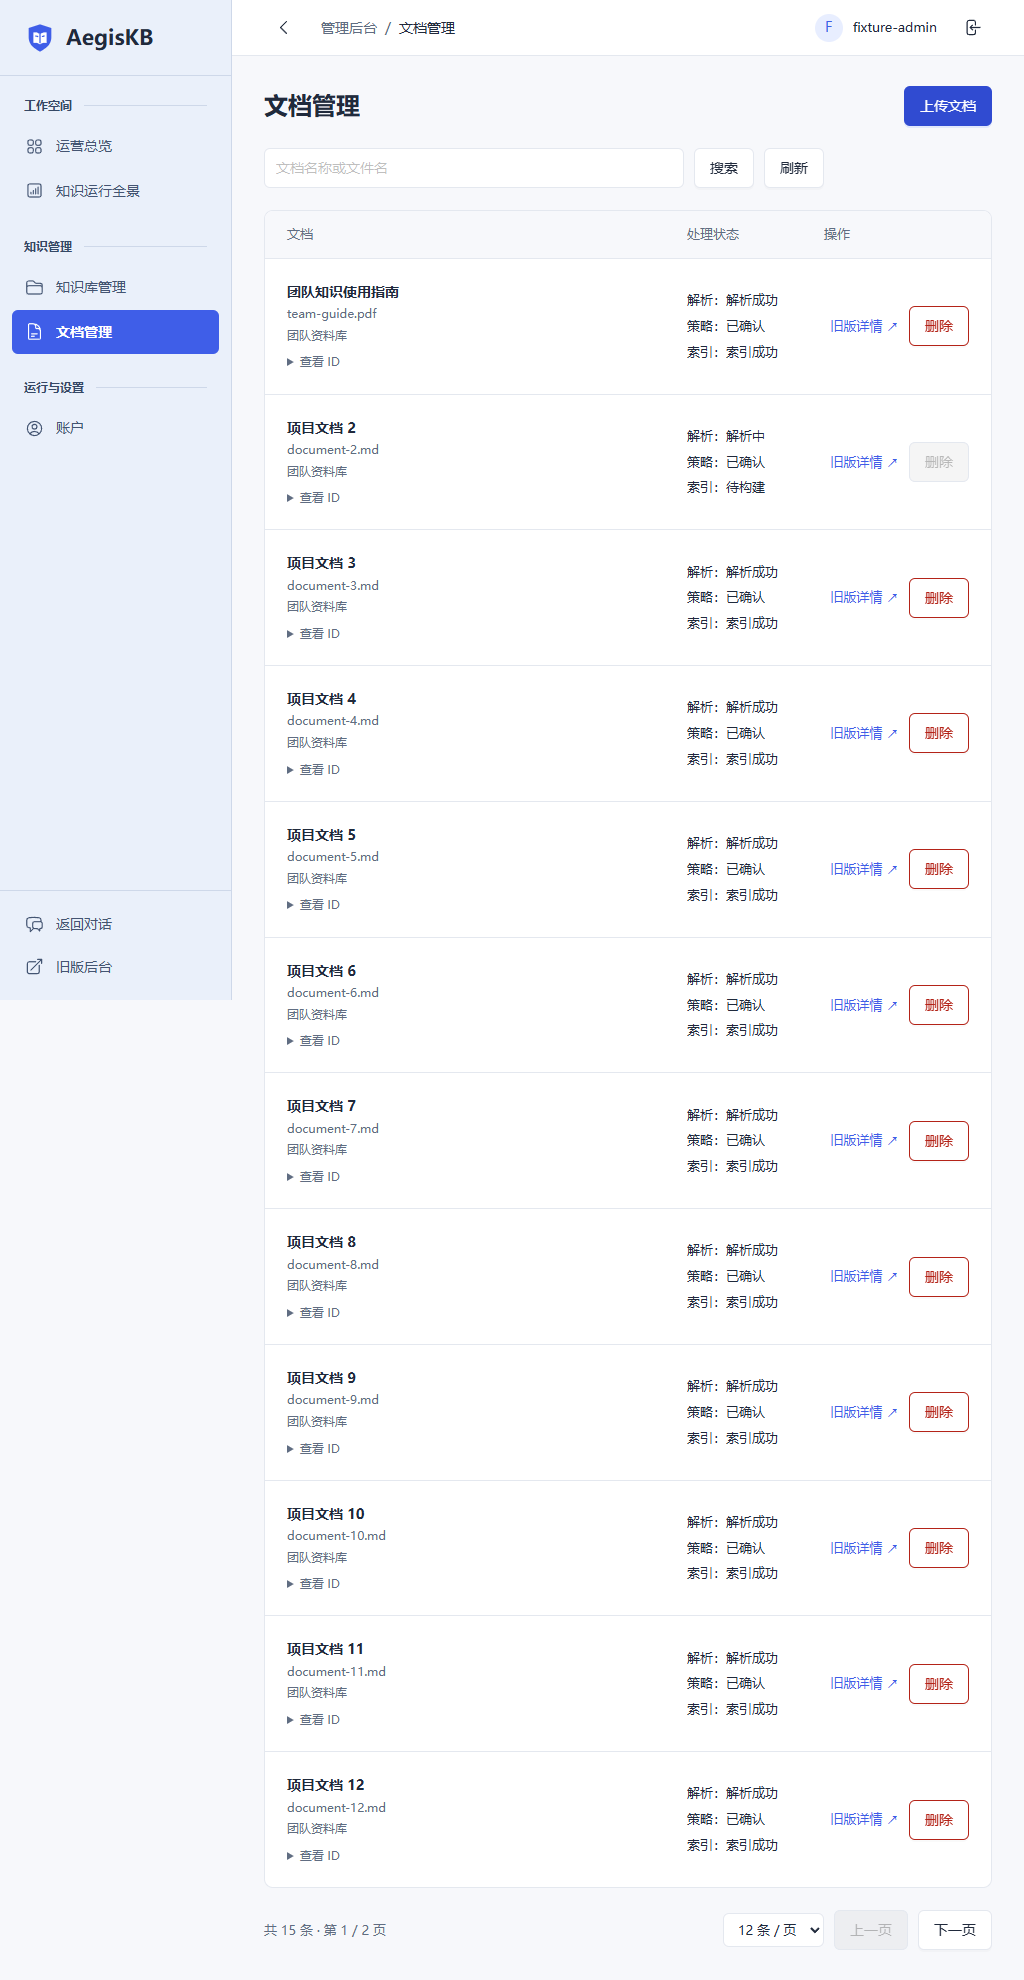 AegisKB
工作空间
运营总览
知识运行全景
知识管理
知识库管理
文档管理
运行与设置
账户
返回对话
旧版后台
管理后台 / 文档管理
F fixture-admin
文档管理
上传文档
文档名称或文件名
搜索
刷新
文档 处理状态 操作
团队知识使用指南
team-guide.pdf
团队资料库
查看 ID
解析：解析成功
策略：已确认
索引：索引成功
旧版详情 ↗ 删除
项目文档 2
document-2.md
团队资料库
查看 ID
解析：解析中
策略：已确认
索引：待构建
旧版详情 ↗ 删除
项目文档 3
document-3.md
团队资料库
查看 ID
解析：解析成功
策略：已确认
索引：索引成功
旧版详情 ↗ 删除
项目文档 4
document-4.md
团队资料库
查看 ID
解析：解析成功
策略：已确认
索引：索引成功
旧版详情 ↗ 删除
项目文档 5
document-5.md
团队资料库
查看 ID
解析：解析成功
策略：已确认
索引：索引成功
旧版详情 ↗ 删除
项目文档 6
document-6.md
团队资料库
查看 ID
解析：解析成功
策略：已确认
索引：索引成功
旧版详情 ↗ 删除
项目文档 7
document-7.md
团队资料库
查看 ID
解析：解析成功
策略：已确认
索引：索引成功
旧版详情 ↗ 删除
项目文档 8
document-8.md
团队资料库
查看 ID
解析：解析成功
策略：已确认
索引：索引成功
旧版详情 ↗ 删除
项目文档 9
document-9.md
团队资料库
查看 ID
解析：解析成功
策略：已确认
索引：索引成功
旧版详情 ↗ 删除
项目文档 10
document-10.md
团队资料库
查看 ID
解析：解析成功
策略：已确认
索引：索引成功
旧版详情 ↗ 删除
项目文档 11
document-11.md
团队资料库
查看 ID
解析：解析成功
策略：已确认
索引：索引成功
旧版详情 ↗ 删除
项目文档 12
document-12.md
团队资料库
查看 ID
解析：解析成功
策略：已确认
索引：索引成功
旧版详情 ↗ 删除
共 15 条 · 第 1 / 2 页
12 条 / 页
上一页
下一页